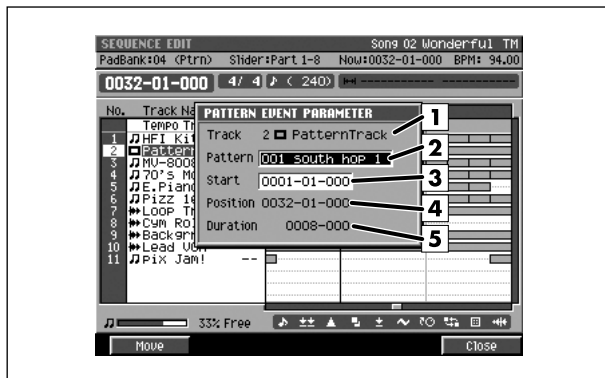 SEQUENCE EDIT Song 02 Wonderful TM
PadBank:04 (Ptrn) Slider:Part 1-8 Now:0032-01-000 BPM: 94.00
0032-01-000 4/ 4 ( 240)
No. Track Na
Tempo Tr
PATTERN EVENT PARAMETER
Track 2 PatternTrack 1
Pattern 001 south hop 1 2
Start 0001-01-000 3
Position 0032-01-000 4
Duration 0008-000 5
1 HFI Ki
2 Pattern
3 MV-800
4 70's Mo
5 E.Piano
6 Pizz 1
7 Loop Tr
8 Cym Ro
9 Backgr
10 Lead Vo
11 Pix Jam! --
33% Free
Move Close